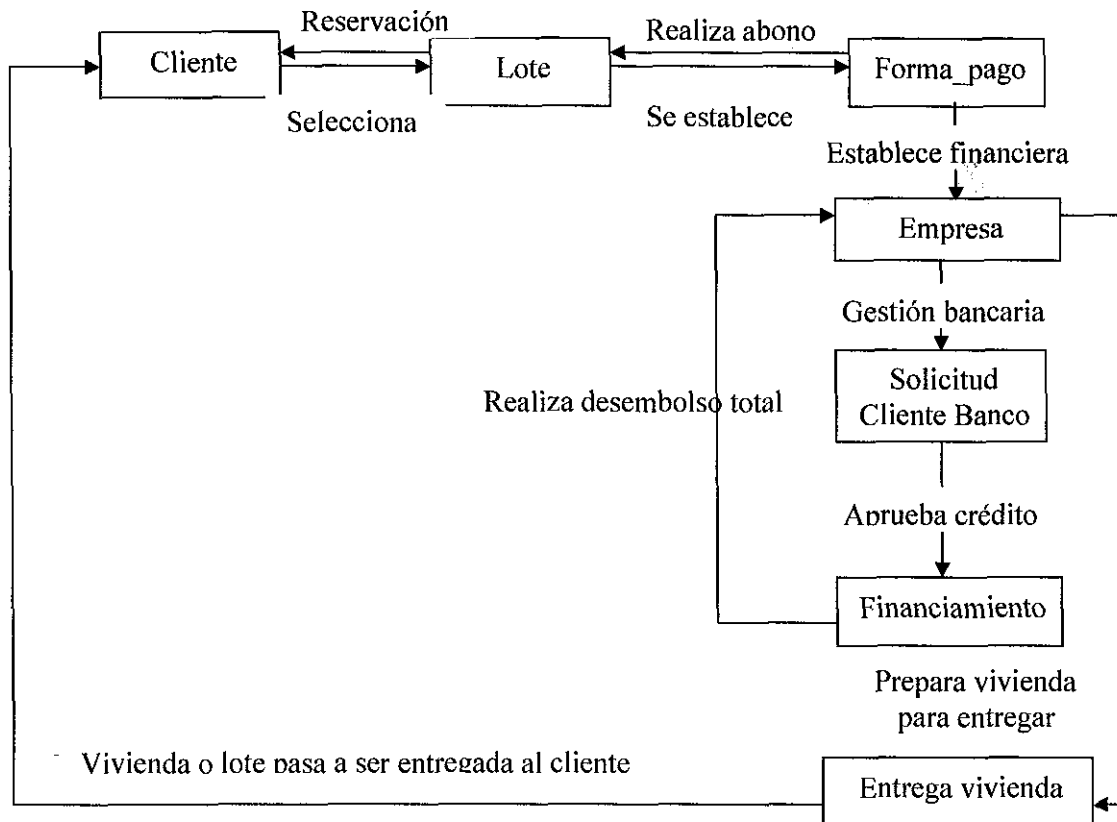 Reservación
Realiza abono
Cliente
Lote
Forma_pago
Selecciona
Se establece
Establece financiera
Empresa
Gestión bancaria
Solicitud
Cliente Banco
Realiza desembolso total
Aprueba crédito
Financiamiento
Prepara vivienda
para entregar
Vivienda o lote pasa a ser entregada al cliente
Entrega vivienda